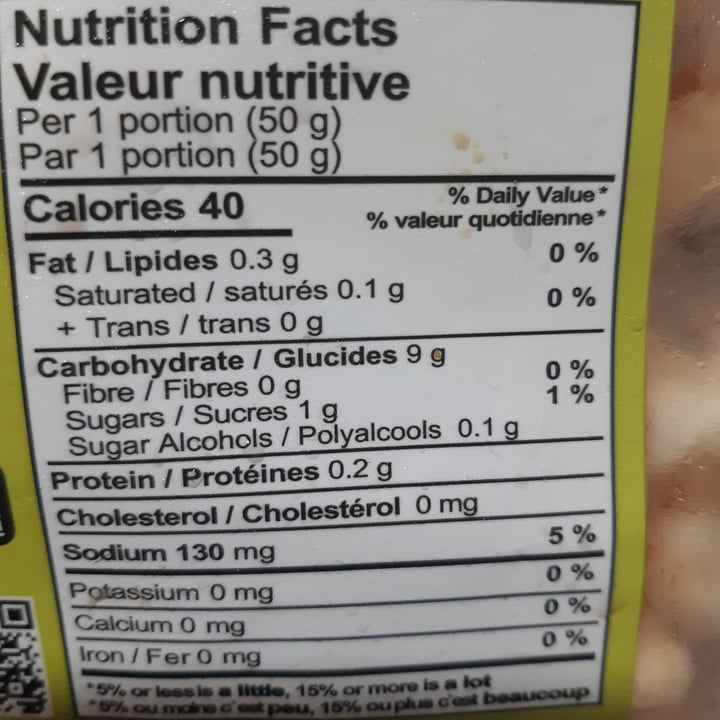 Nutrition Facts
Valeur nutritive
Per 1 portion (50 g)
Par 1 portion (50 g)
Calories 40
% Daily Value*
% valeur quotidienne*
Fat / Lipides 0.3 g 0 %
Saturated / saturés 0.1 g 0 %
+ Trans / trans 0 g
Carbohydrate / Glucides 9 g
Fibre / Fibres 0 g 0 %
Sugars / Sucres 1 g 1 %
Sugar Alcohols / Polyalcools 0.1 g
Protein / Protéines 0.2 g
Cholesterol / Cholestérol 0 mg
Sodium 130 mg 5 %
Potassium 0 mg 0 %
Calcium 0 mg 0 %
Iron / Fer 0 mg 0 %
*5% or less is a little, 15% or more is a lot
*5% ou moins c'est peu, 15% ou plus c'est beaucoup